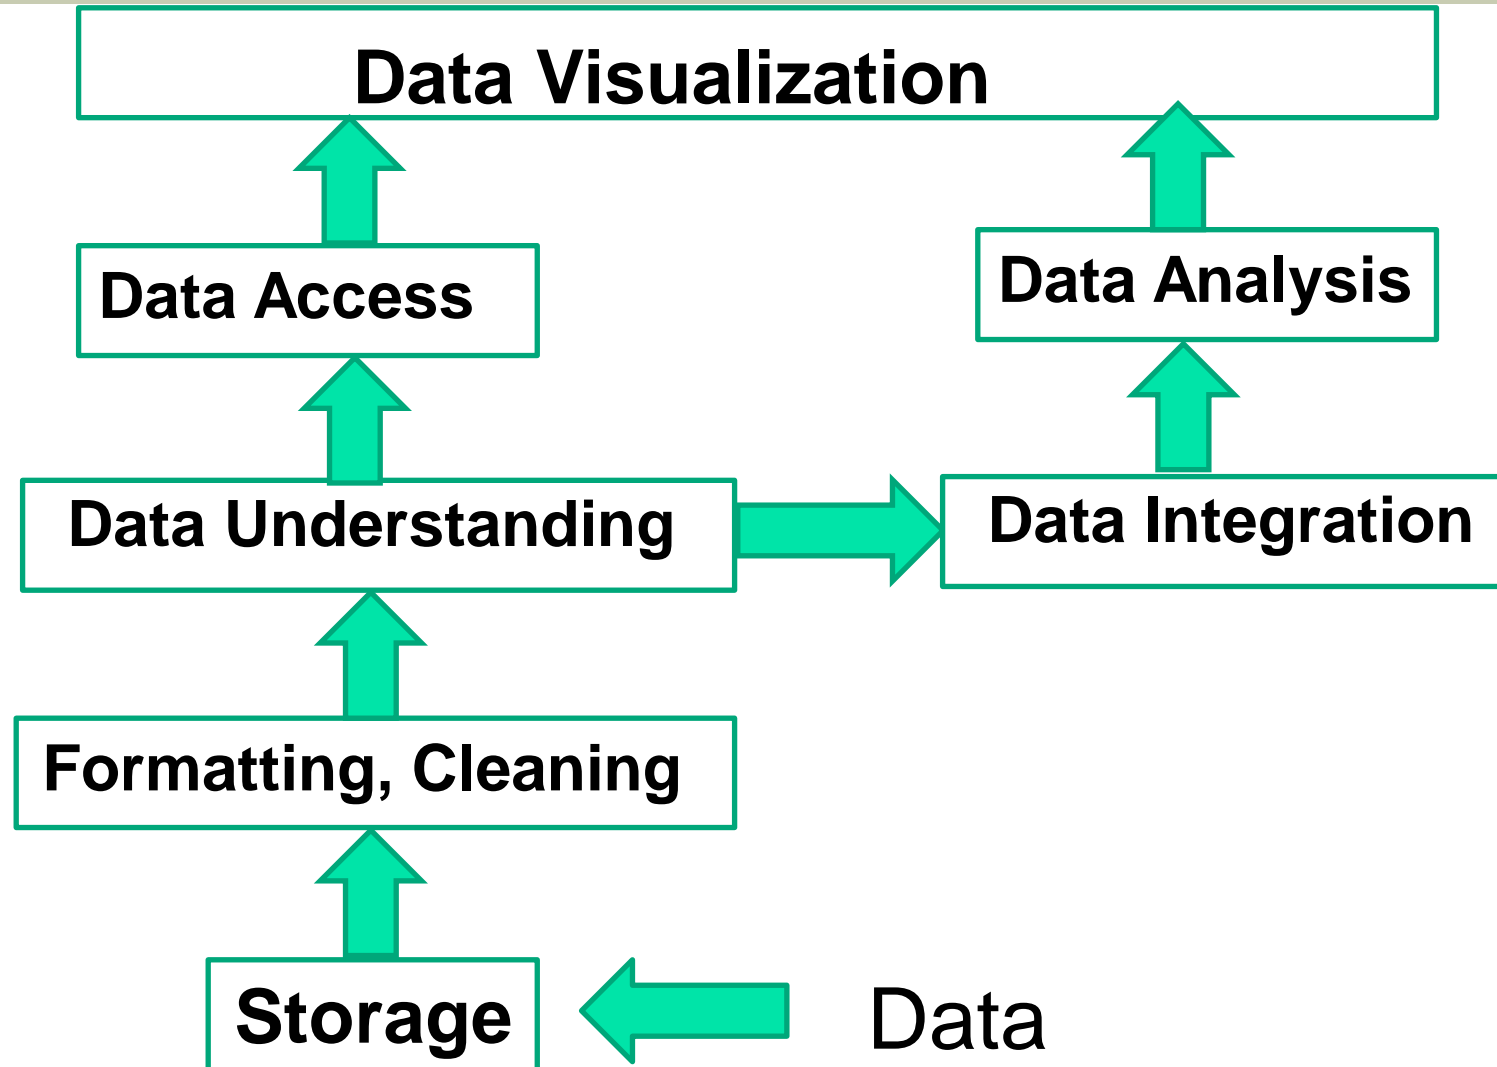 Data Visualization
Data Access
Data Analysis
Data Understanding
Data Integration
Formatting, Cleaning
Storage
Data